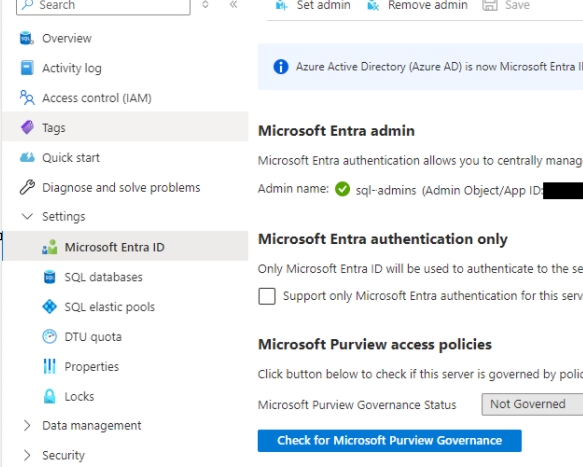 Search
Set admin
Remove admin
Save
Overview
Activity log
Access control (IAM)
Tags
Quick start
Diagnose and solve problems
Settings
Microsoft Entra ID
SQL databases
SQL elastic pools
DTU quota
Properties
Locks
Data management
Security
Azure Active Directory (Azure AD) is now Microsoft Entra I
Microsoft Entra admin
Microsoft Entra authentication allows you to centrally manag
Admin name: sql-admins (Admin Object/App ID:
Microsoft Entra authentication only
Only Microsoft Entra ID will be used to authenticate to the se
Support only Microsoft Entra authentication for this serv
Microsoft Purview access policies
Click button below to check if this server is governed by polic
Microsoft Purview Governance Status Not Governed
Check for Microsoft Purview Governance